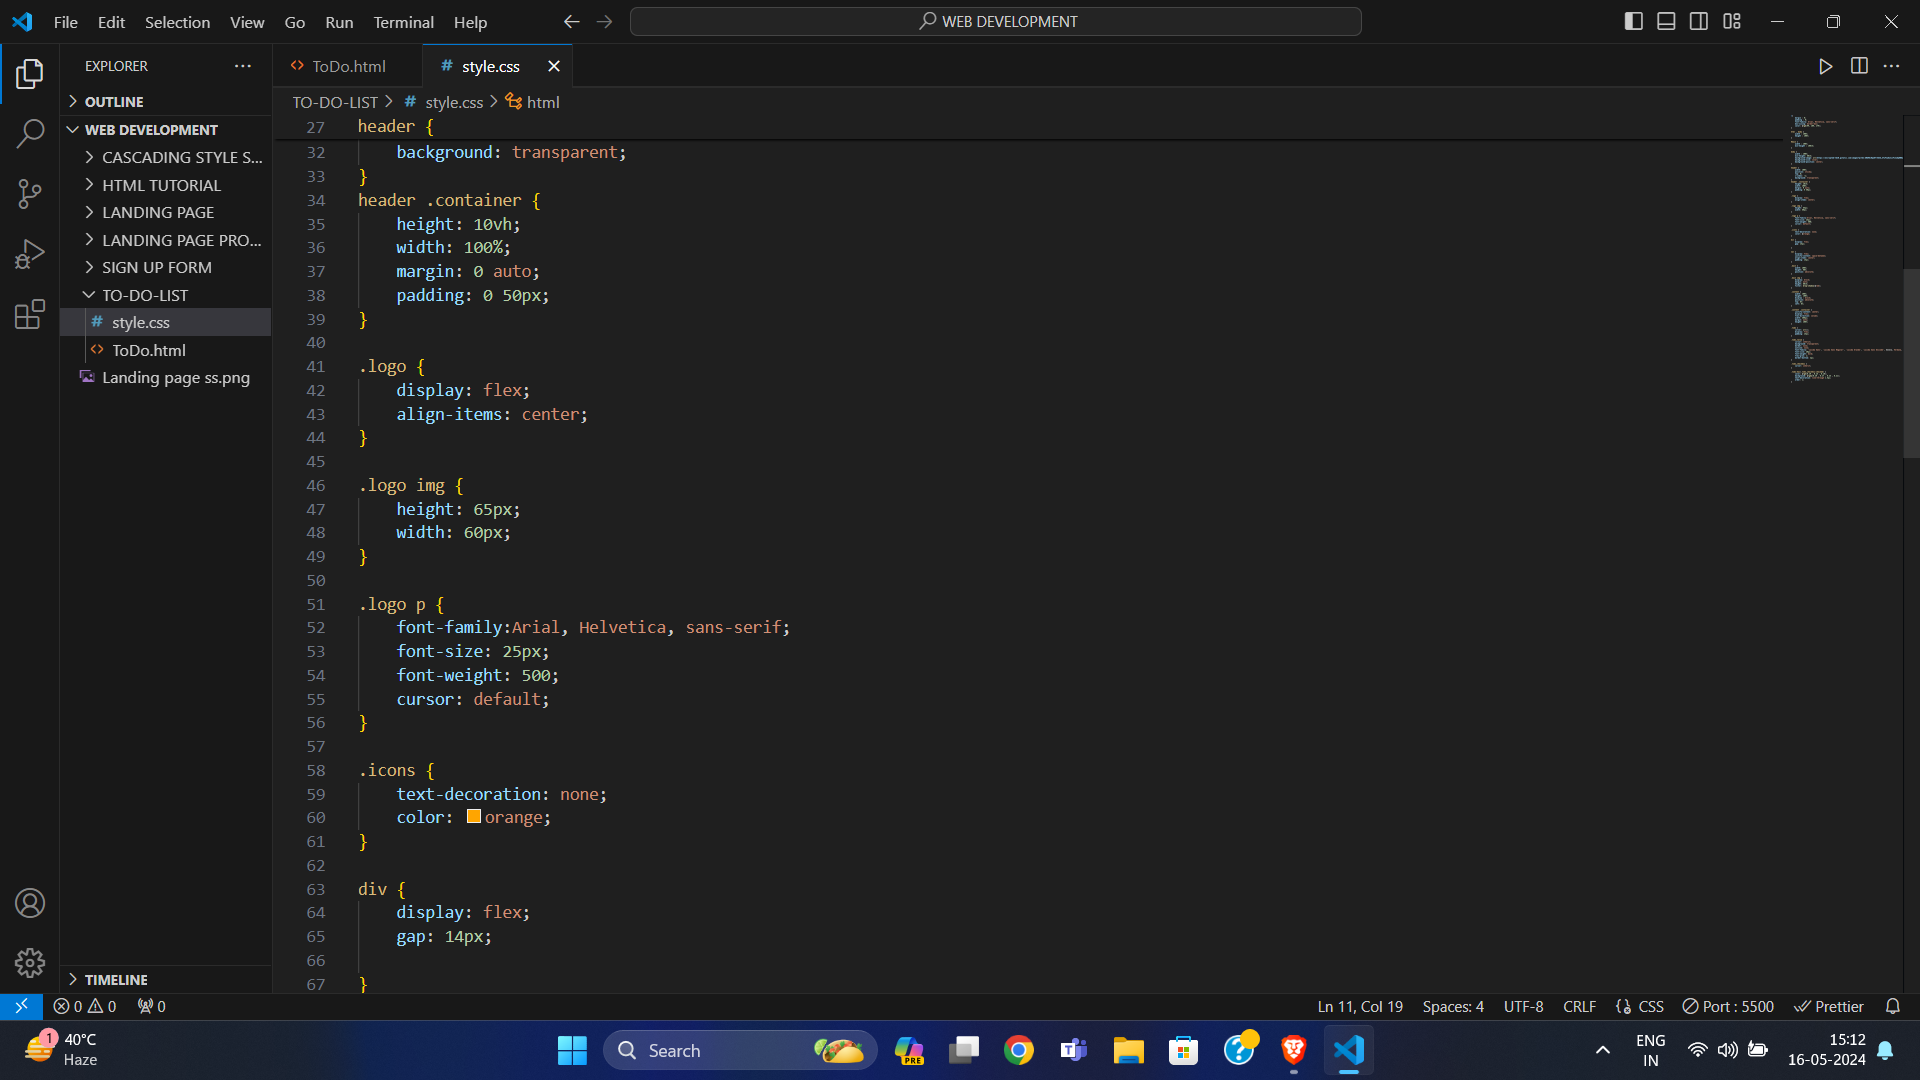 File Edit Selection View Go Run Terminal Help
WEB DEVELOPMENT
EXPLORER
OUTLINE
WEB DEVELOPMENT
CASCADING STYLE S...
HTML TUTORIAL
LANDING PAGE
LANDING PAGE PRO...
SIGN UP FORM
TO-DO-LIST
# style.css
<> ToDo.html
Landing page ss.png
TIMELINE
<> ToDo.html # style.css
TO-DO-LIST > # style.css > html
27 header {
32 background: transparent;
33 }
34 header .container {
35 height: 10vh;
36 width: 100%;
37 margin: 0 auto;
38 padding: 0 50px;
39 }
40
41 .logo {
42 display: flex;
43 align-items: center;
44 }
45
46 .logo img {
47 height: 65px;
48 width: 60px;
49 }
50
51 .logo p {
52 font-family:Arial, Helvetica, sans-serif;
53 font-size: 25px;
54 font-weight: 500;
55 cursor: default;
56 }
57
58 .icons {
59 text-decoration: none;
60 color: orange;
61 }
62
63 div {
64 display: flex;
65 gap: 14px;
66
67 }
0 0 0 Ln 11, Col 19 Spaces: 4 UTF-8 CRLF CSS Port : 5500 Prettier
1
40°C
Haze
Search
PRE
ENG
IN
15:12
16-05-2024